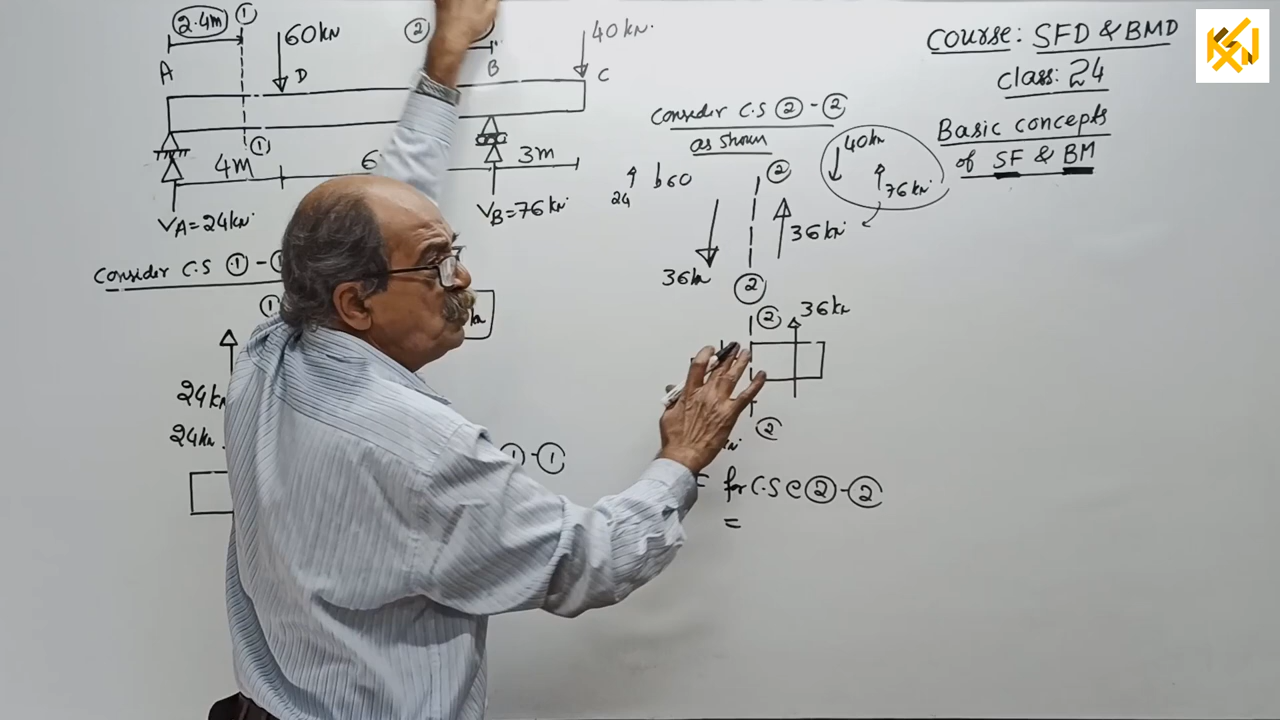 2.4m ①
60kN
②
40kN.
A
D
B
C
①
4m
6
3m
VA=24kN.
VB=76kN.
Consider C.S ①-①
①
kN
24kN
24kN
①-①
Consider C.S ②-②
as shown
②
40kN
76kN
24
60
36kN
36kN
②
②
36kN
②
for C.S @ ②-②
=
Course: SFD & BMD
Class: 24
Basic concepts
of SF & BM